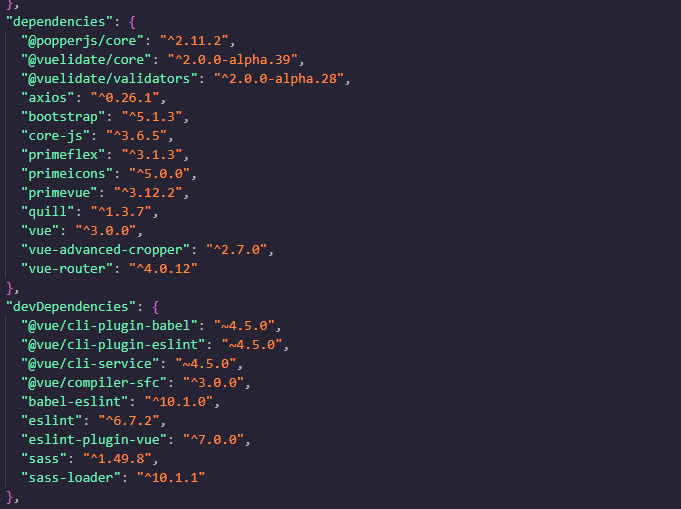 },
"dependencies": {
"@popperjs/core": "^2.11.2",
"@vuelidate/core": "^2.0.0-alpha.39",
"@vuelidate/validators": "^2.0.0-alpha.28",
"axios": "^0.26.1",
"bootstrap": "^5.1.3",
"core-js": "^3.6.5",
"primeflex": "^3.1.3",
"primeicons": "^5.0.0",
"primevue": "^3.12.2",
"quill": "^1.3.7",
"vue": "^3.0.0",
"vue-advanced-cropper": "^2.7.0",
"vue-router": "^4.0.12"
},
"devDependencies": {
"@vue/cli-plugin-babel": "~4.5.0",
"@vue/cli-plugin-eslint": "~4.5.0",
"@vue/cli-service": "~4.5.0",
"@vue/compiler-sfc": "^3.0.0",
"babel-eslint": "^10.1.0",
"eslint": "^6.7.2",
"eslint-plugin-vue": "^7.0.0",
"sass": "^1.49.8",
"sass-loader": "^10.1.1"
},